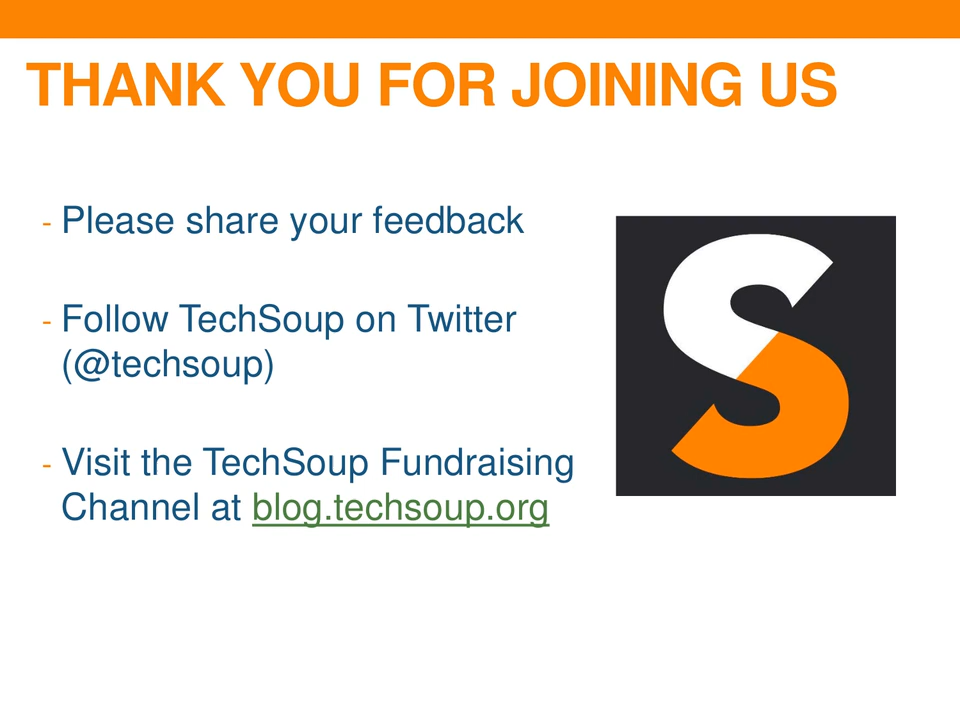 THANK YOU FOR JOINING US
- Please share your feedback
- Follow TechSoup on Twitter
(@techsoup)
- Visit the TechSoup Fundraising
Channel at blog.techsoup.org
S